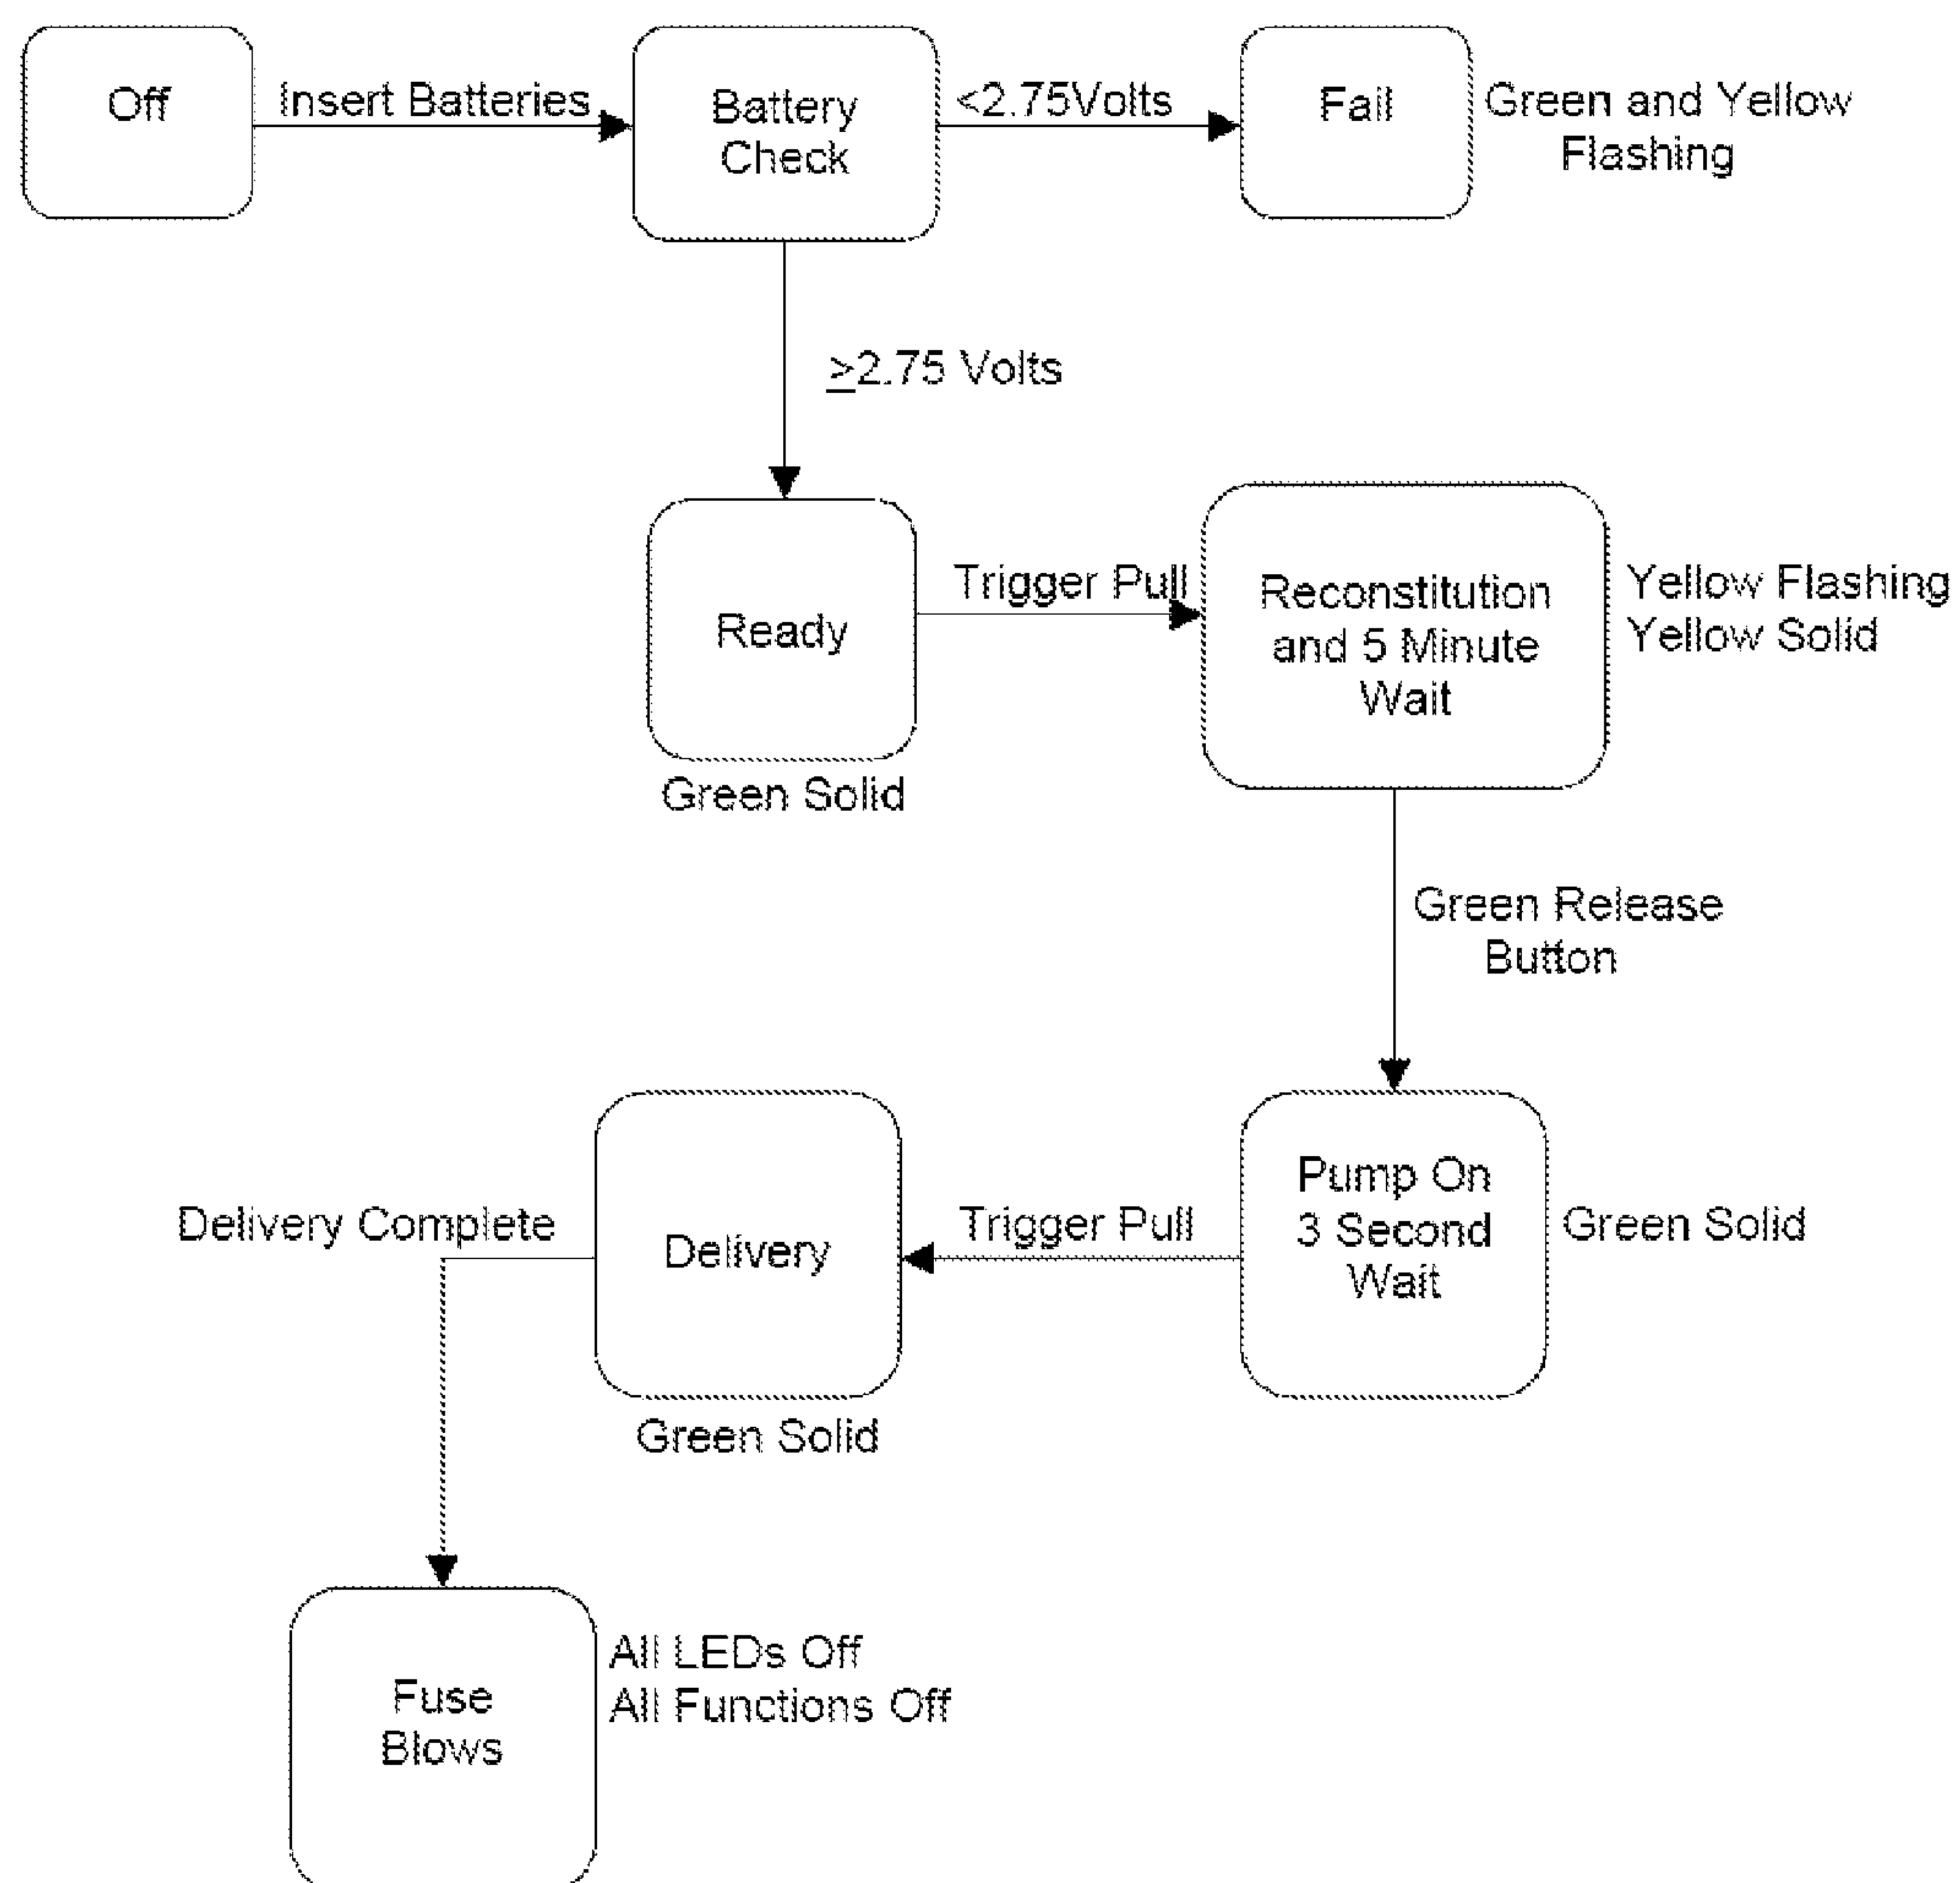 Off
Insert Batteries
Battery
Check
<2.75Volts
Fail
Green and Yellow
Flashing
≥2.75 Volts
Ready
Green Solid
Trigger Pull
Reconstitution
and 5 Minute
Wait
Yellow Flashing
Yellow Solid
Green Release
Button
Pump On
3 Second
Wait
Green Solid
Trigger Pull
Delivery
Green Solid
Delivery Complete
Fuse
Blows
All LEDs Off
All Functions Off